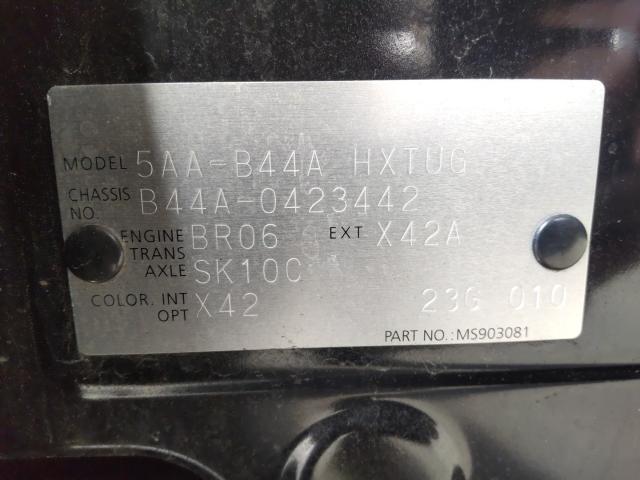 MODEL 5AA-B44A HXTUG
CHASSIS NO. B44A-0423442
ENGINE BR06 EXT X42A
TRANS AXLE SK10C
COLOR. INT OPT X42 23G 010
PART NO.:MS903081